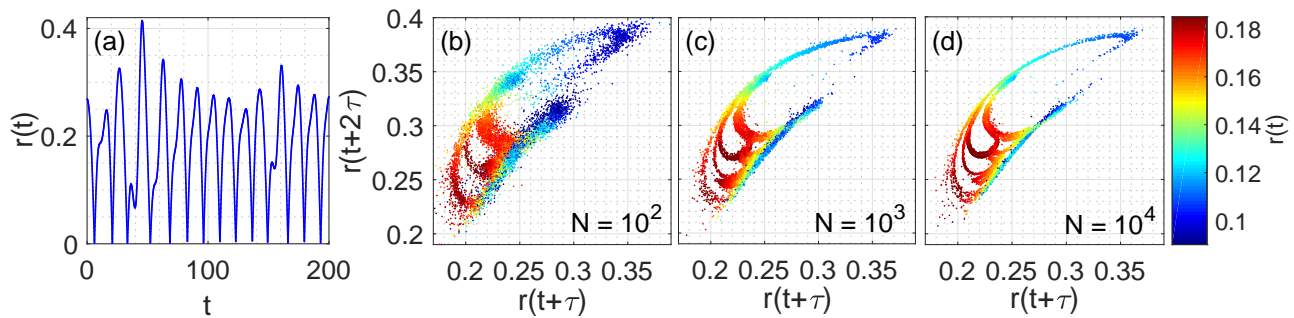 (a)
0.4
0.2
0
r(t)
0
100
200
t
(b)
0.4
0.35
0.3
0.25
0.2
r(t+2τ)
N = 10²
0.2
0.25
0.3
0.35
r(t+τ)
(c)
N = 10³
0.2
0.25
0.3
0.35
r(t+τ)
(d)
N = 10⁴
0.2
0.25
0.3
0.35
r(t+τ)
0.18
0.16
0.14
0.12
0.1
r(t)